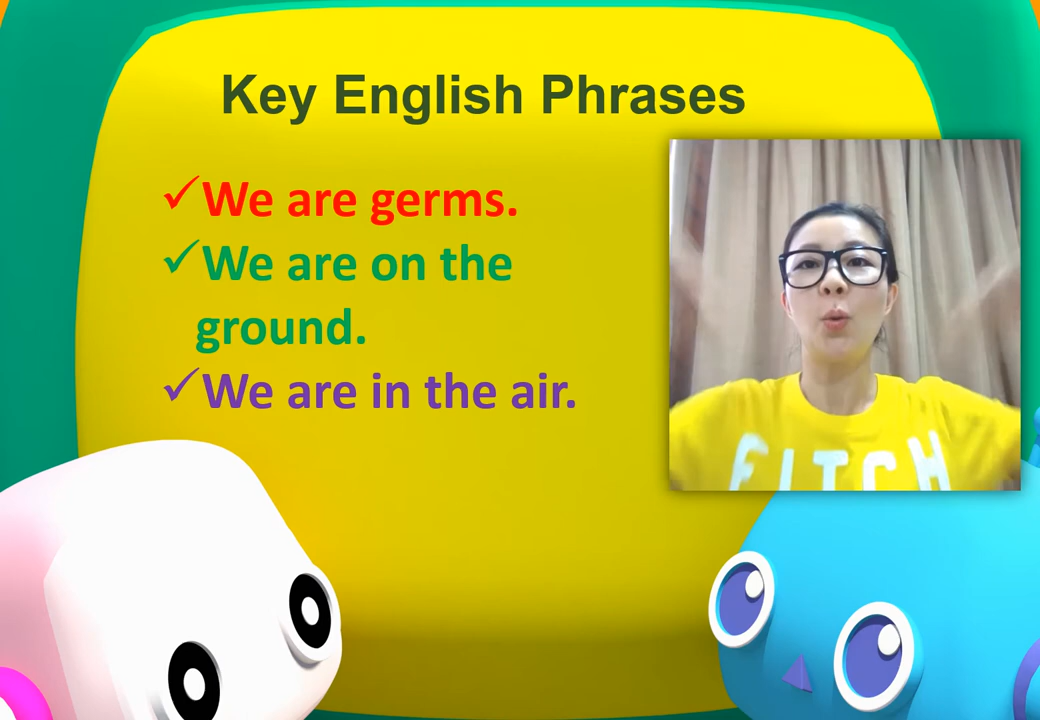 Key English Phrases
✓We are germs.
✓We are on the
ground.
✓We are in the air.
FITCH